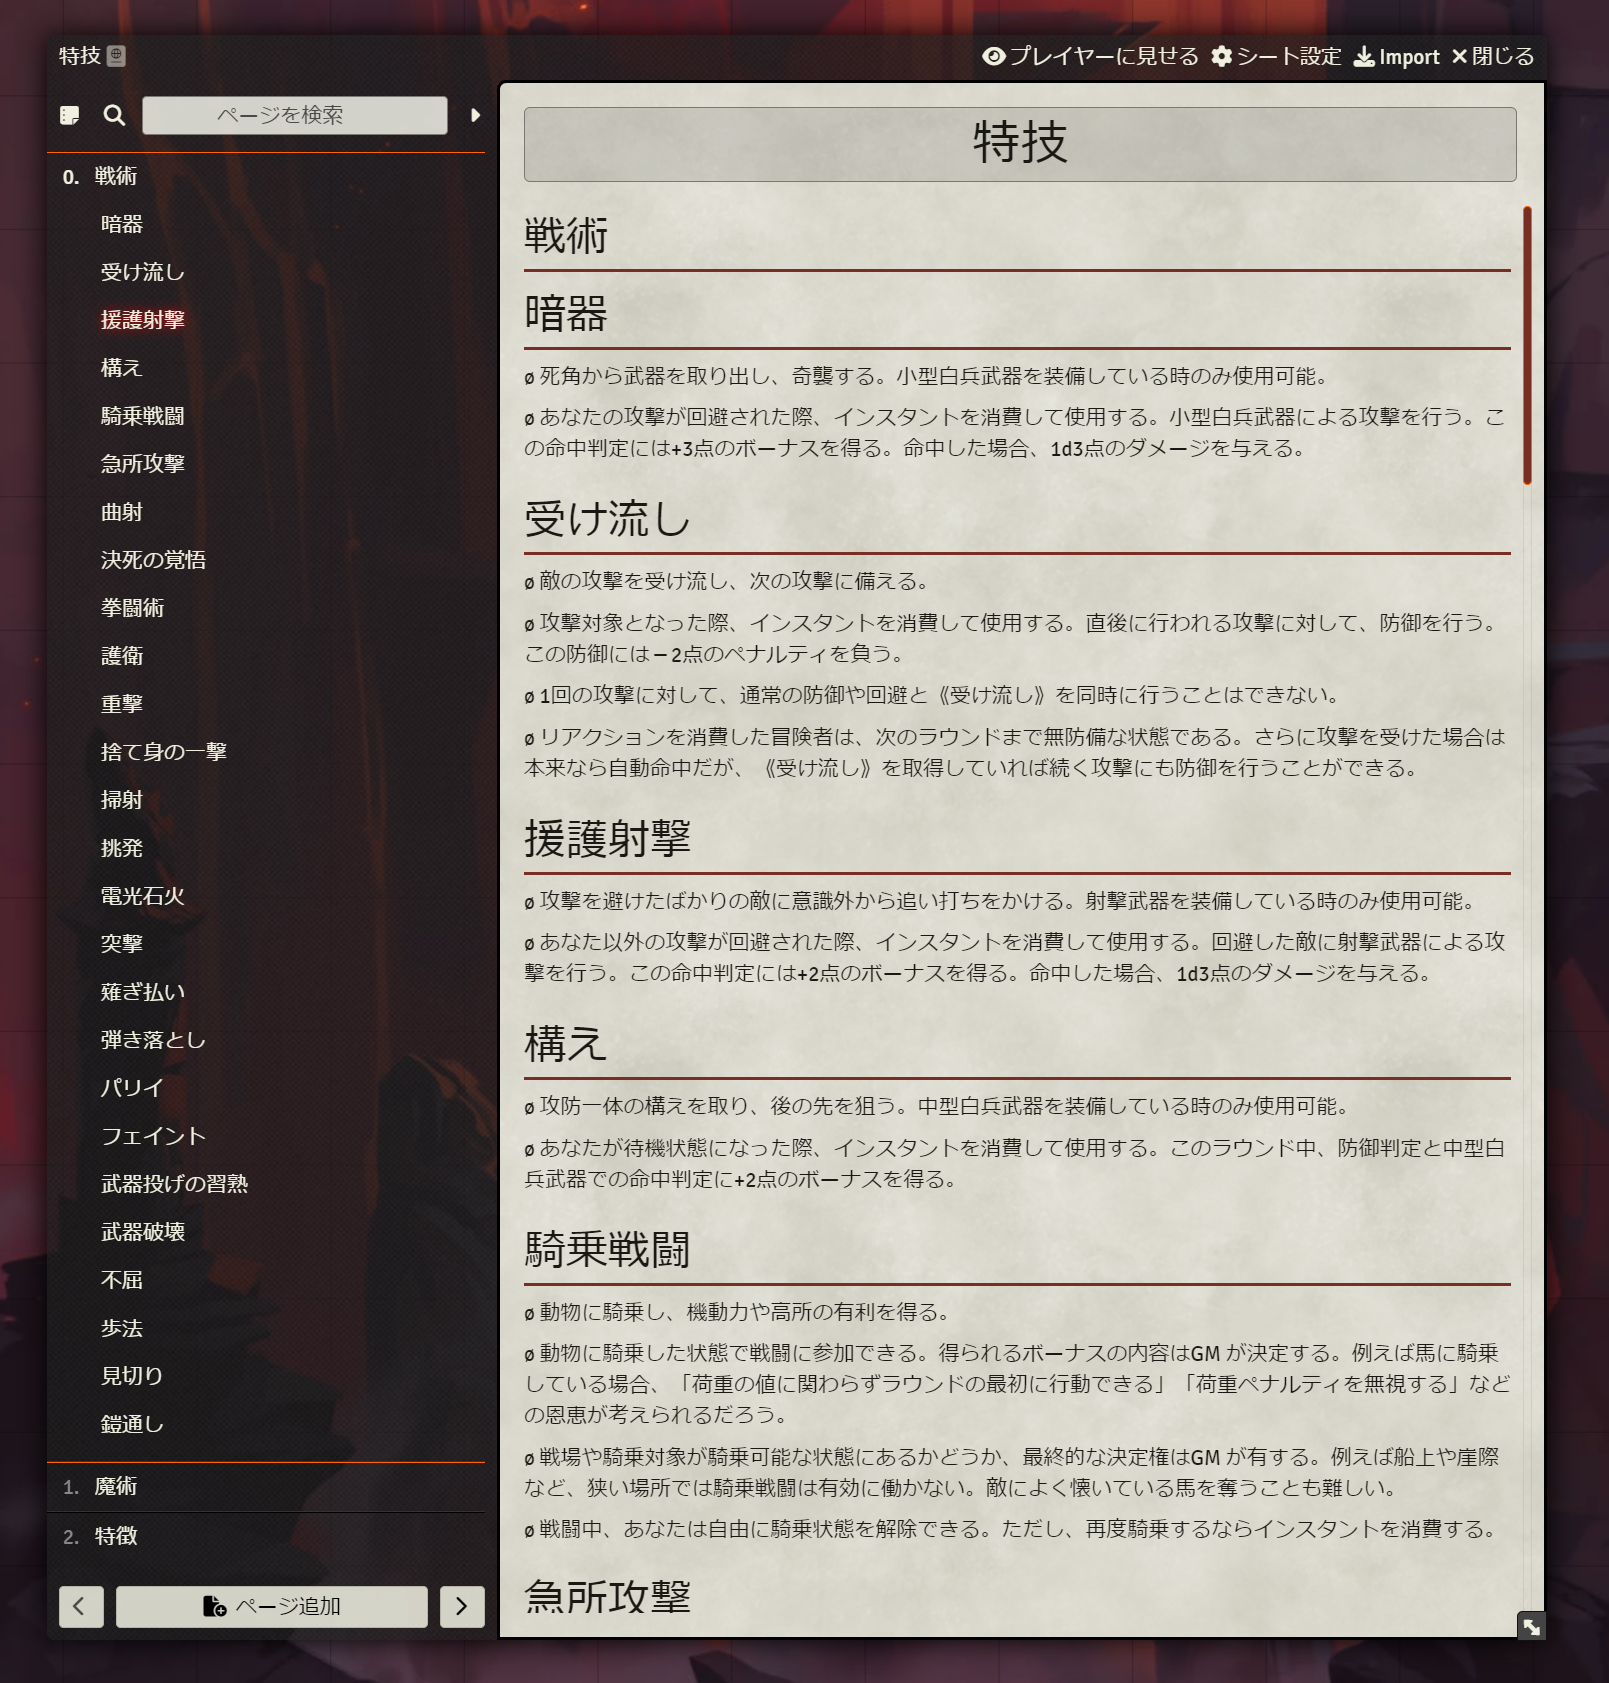 特技
プレイヤーに見せる シート設定 Import 閉じる
ページを検索
0. 戦術
暗器
受け流し
援護射撃
構え
騎乗戦闘
急所攻撃
曲射
決死の覚悟
拳闘術
護衛
重撃
捨て身の一撃
掃射
挑発
電光石火
突撃
薙ぎ払い
弾き落とし
パリイ
フェイント
武器投げの習熟
武器破壊
不屈
歩法
見切り
鎧通し
1. 魔術
2. 特徴
ページ追加
特技
戦術
暗器
ø 死角から武器を取り出し、奇襲する。小型白兵武器を装備している時のみ使用可能。
ø あなたの攻撃が回避された際、インスタントを消費して使用する。小型白兵武器による攻撃を行う。こ
の命中判定には+3点のボーナスを得る。命中した場合、1d3点のダメージを与える。
受け流し
ø 敵の攻撃を受け流し、次の攻撃に備える。
ø 攻撃対象となった際、インスタントを消費して使用する。直後に行われる攻撃に対して、防御を行う。
この防御には−2点のペナルティを負う。
ø 1回の攻撃に対して、通常の防御や回避と《受け流し》を同時に行うことはできない。
ø リアクションを消費した冒険者は、次のラウンドまで無防備な状態である。さらに攻撃を受けた場合は
本来なら自動命中だが、《受け流し》を取得していれば続く攻撃にも防御を行うことができる。
援護射撃
ø 攻撃を避けたばかりの敵に意識外から追い打ちをかける。射撃武器を装備している時のみ使用可能。
ø あなた以外の攻撃が回避された際、インスタントを消費して使用する。回避した敵に射撃武器による攻
撃を行う。この命中判定には+2点のボーナスを得る。命中した場合、1d3点のダメージを与える。
構え
ø 攻防一体の構えを取り、後の先を狙う。中型白兵武器を装備している時のみ使用可能。
ø あなたが待機状態になった際、インスタントを消費して使用する。このラウンド中、防御判定と中型白
兵武器での命中判定に+2点のボーナスを得る。
騎乗戦闘
ø 動物に騎乗し、機動力や高所の有利を得る。
ø 動物に騎乗した状態で戦闘に参加できる。得られるボーナスの内容はGM が決定する。例えば馬に騎乗
している場合、「荷重の値に関わらずラウンドの最初に行動できる」「荷重ペナルティを無視する」など
の恩恵が考えられるだろう。
ø 戦場や騎乗対象が騎乗可能な状態にあるかどうか、最終的な決定権はGM が有する。例えば船上や崖際
など、狭い場所では騎乗戦闘は有効に働かない。敵によく懐いている馬を奪うことも難しい。
ø 戦闘中、あなたは自由に騎乗状態を解除できる。ただし、再度騎乗するならインスタントを消費する。
急所攻撃